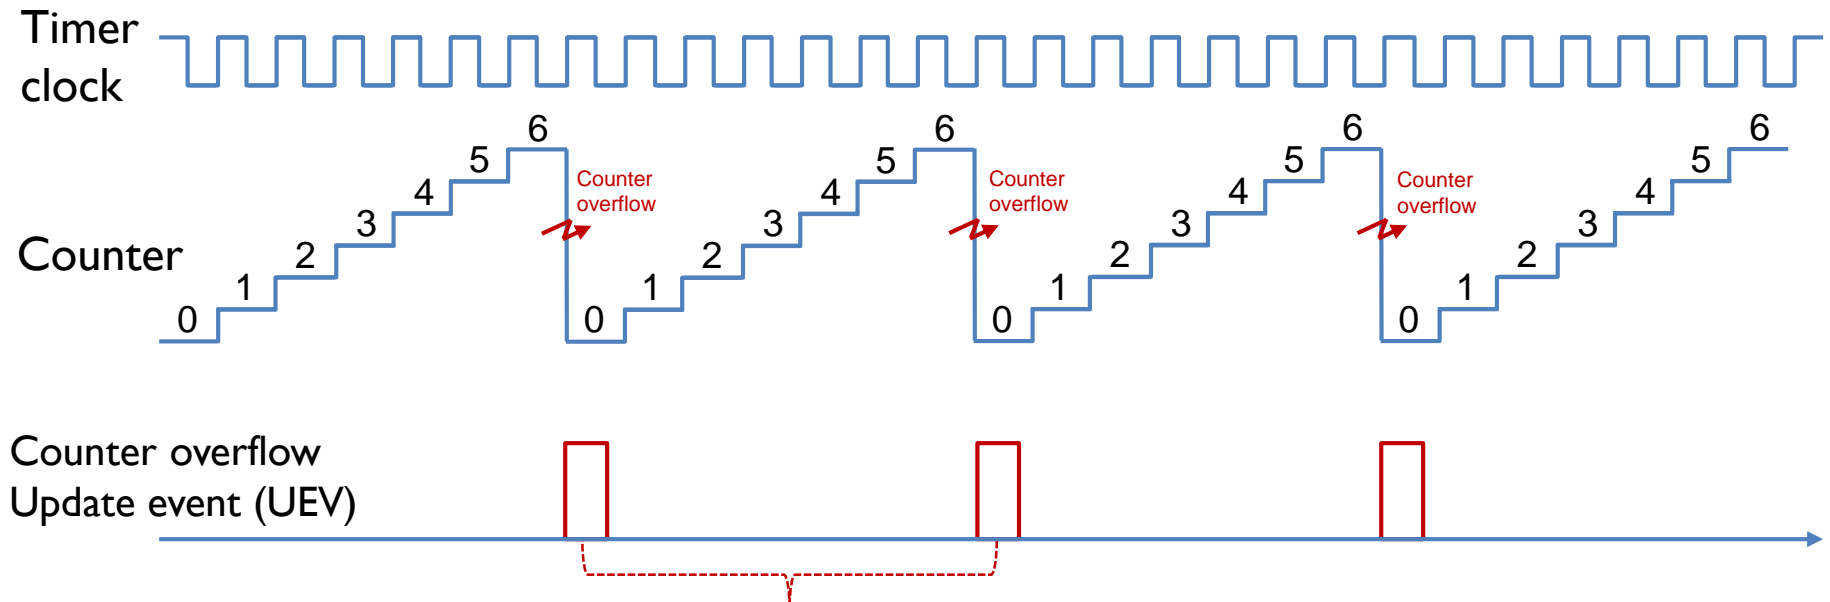 Timer
clock
6 6 6 6
5 5 5 5
Counter
overflow
Counter
overflow
Counter
overflow
4 4 4 4
3 3 3 3
Counter
2 2 2 2
1 1 1 1
0 0 0 0
Counter overflow
Update event (UEV)